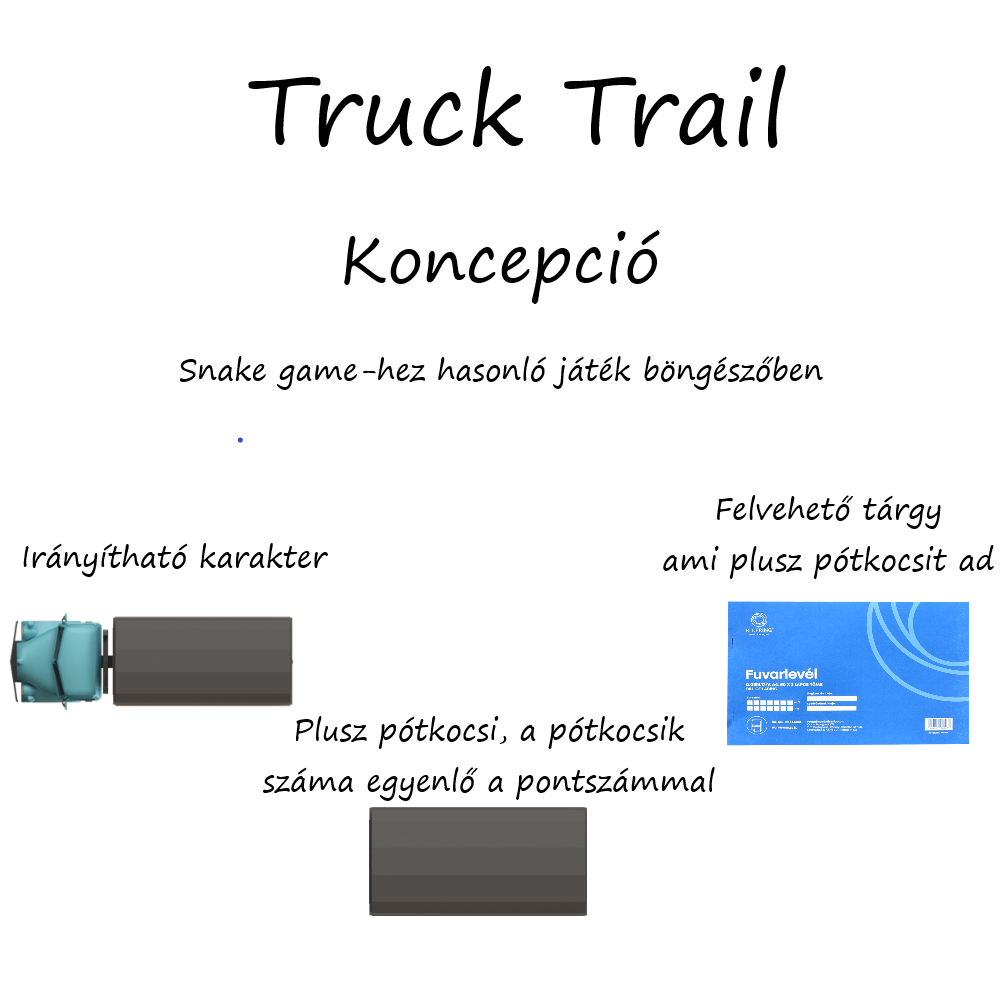 Truck Trail
Koncepció
Snake game-hez hasonló játék böngészőben
Felvehető tárgy
ami plusz pótkocsit ad
Irányítható karakter
Fuvarlevél
Plusz pótkocsi, a pótkocsik
száma egyenlő a pontszámmal